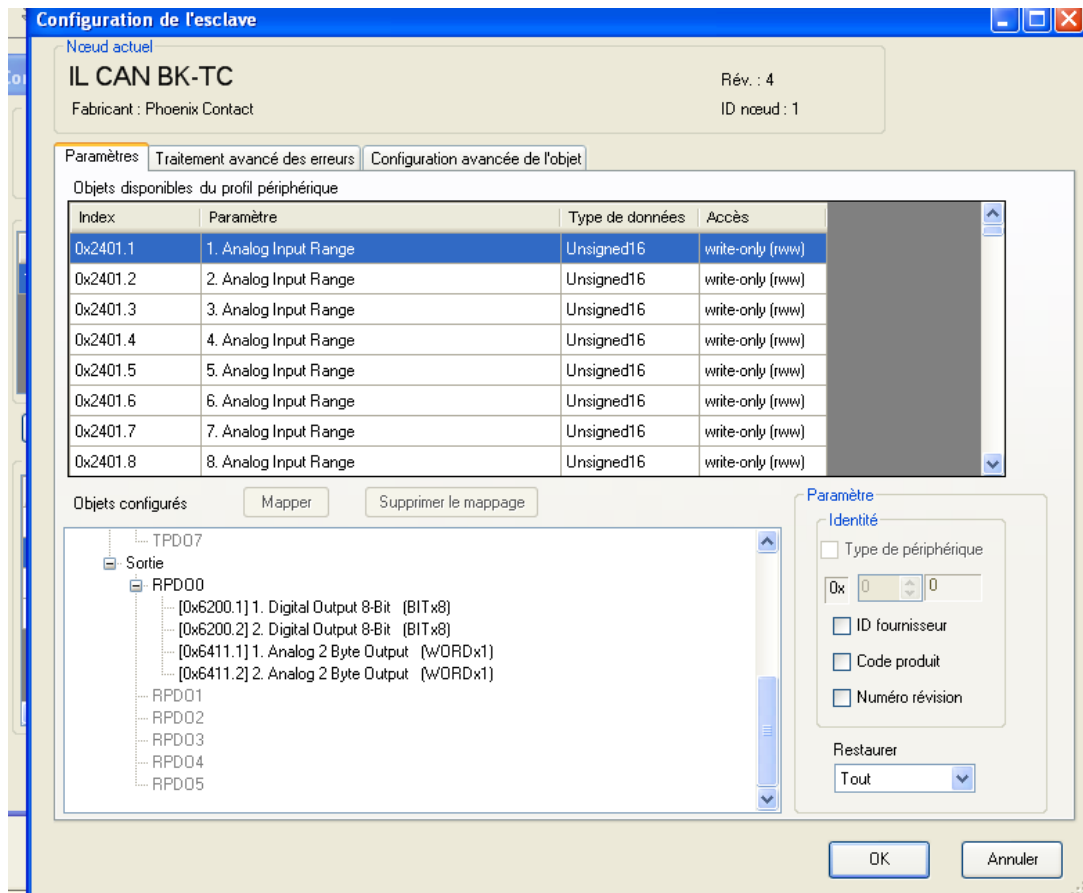 Configuration de l'esclave
Nœud actuel
IL CAN BK-TC
Rév. : 4
Fabricant : Phoenix Contact
ID nœud : 1
Paramètres Traitement avancé des erreurs Configuration avancée de l'objet
Objets disponibles du profil périphérique
Index Paramètre Type de données Accès
0x2401.1 1. Analog Input Range Unsigned16 write-only (rww)
0x2401.2 2. Analog Input Range Unsigned16 write-only (rww)
0x2401.3 3. Analog Input Range Unsigned16 write-only (rww)
0x2401.4 4. Analog Input Range Unsigned16 write-only (rww)
0x2401.5 5. Analog Input Range Unsigned16 write-only (rww)
0x2401.6 6. Analog Input Range Unsigned16 write-only (rww)
0x2401.7 7. Analog Input Range Unsigned16 write-only (rww)
0x2401.8 8. Analog Input Range Unsigned16 write-only (rww)
Objets configurés Mapper Supprimer le mappage
TPDO7
Sortie
RPDO0
[0x6200.1] 1. Digital Output 8-Bit (BITx8)
[0x6200.2] 2. Digital Output 8-Bit (BITx8)
[0x6411.1] 1. Analog 2 Byte Output (WORDx1)
[0x6411.2] 2. Analog 2 Byte Output (WORDx1)
RPDO1
RPDO2
RPDO3
RPDO4
RPDO5
Paramètre
Identité
Type de périphérique
0x 0 0
ID fournisseur
Code produit
Numéro révision
Restaurer
Tout
OK Annuler